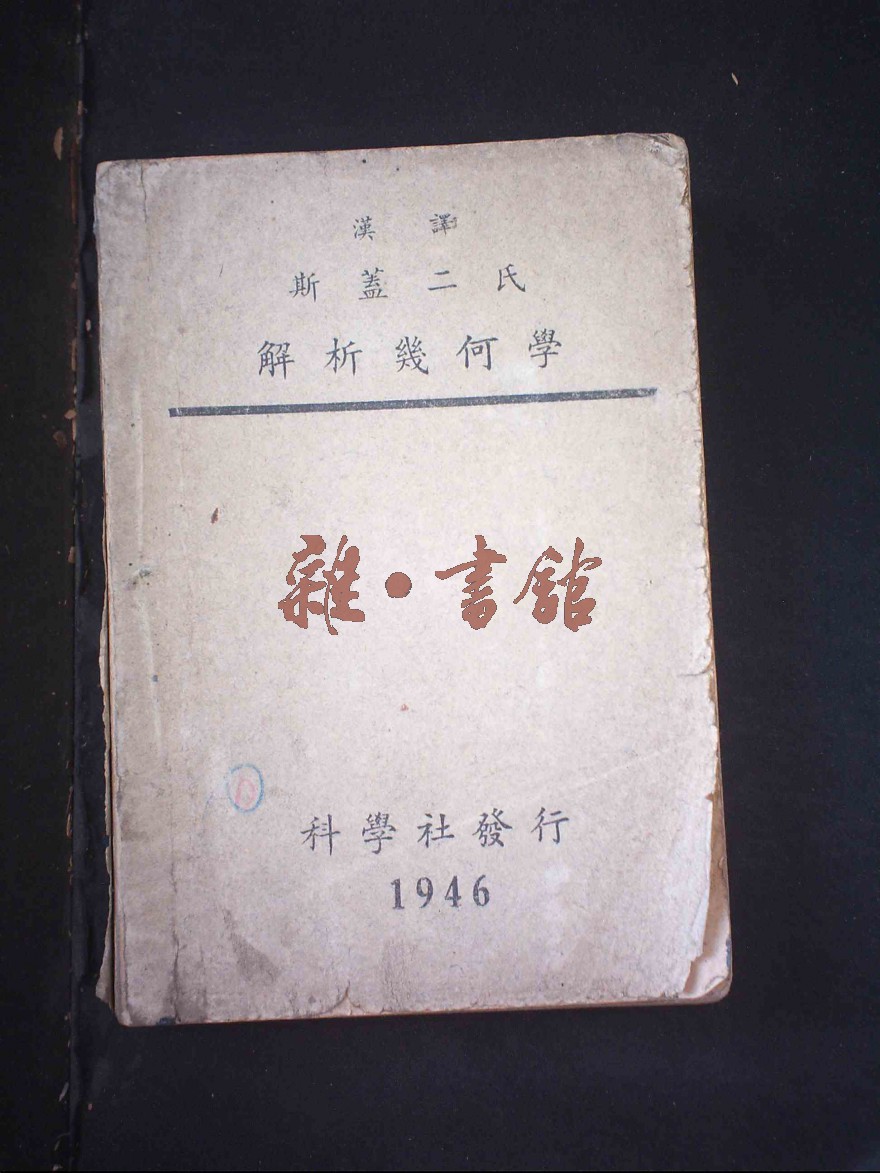 漢譯
斯蓋二氏
解析幾何學
雜·書館
科學社發行
1946